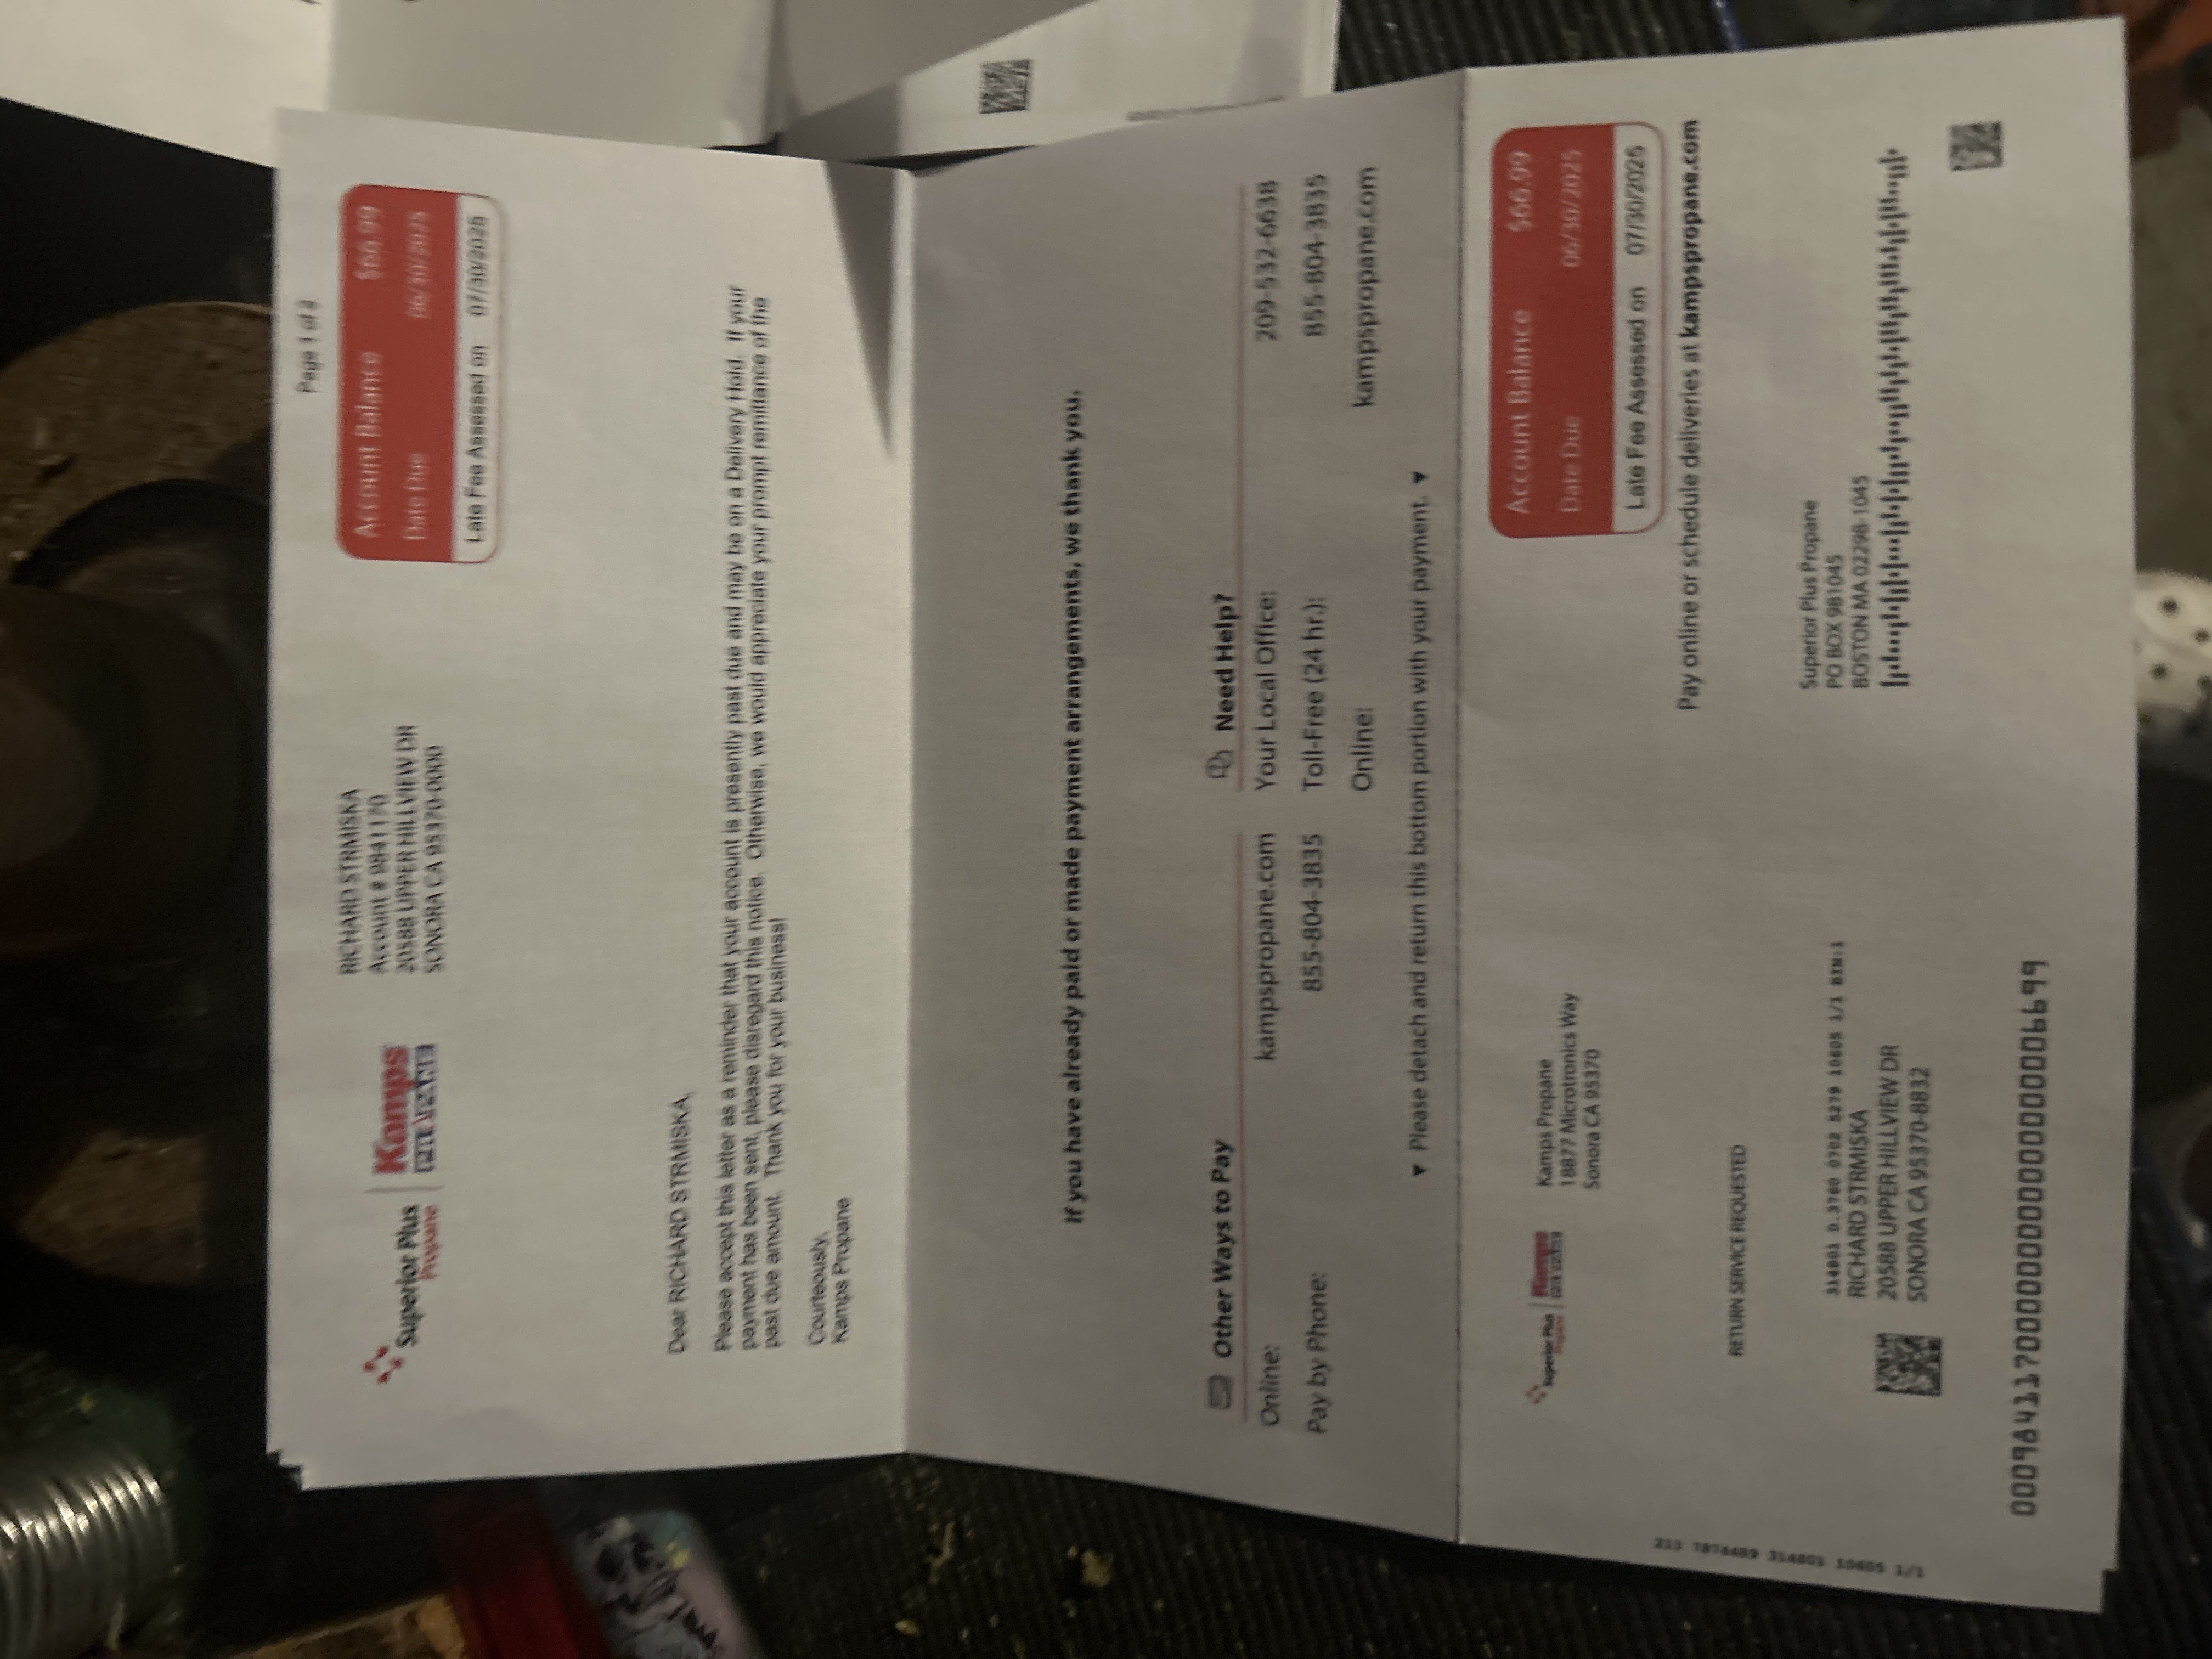 Page 1 of
Superior Plus
Propane
Kamps
PROPANE
RICHARD STRMISKA
Account # 9841170
20588 UPPER HILLVIEW DR
SONORA CA 95370-0000
Account Balance $66.99
Date Due 06/30/2025
Late Fee Assessed on 07/30/2025
Dear RICHARD STRMISKA,
Please accept this letter as a reminder that your account is presently past due and may be on a Delivery Hold. If your
payment has been sent, please disregard this notice. Otherwise, we would appreciate your prompt remittance of the
past due amount. Thank you for your business!
Courteously,
Kamps Propane
If you have already paid or made payment arrangements, we thank you.
Other Ways to Pay
Online: kampspropane.com
Pay by Phone: 855-804-3835
Need Help?
Your Local Office: 209-532-6638
Toll-Free (24 hr.): 855-804-3835
Online: kampspropane.com
▼ Please detach and return this bottom portion with your payment. ▼
Superior Plus
Propane
Kamps
PROPANE
Kamps Propane
18877 Microtronics Way
Sonora CA 95370
Account Balance $66.99
Date Due 06/30/2025
Late Fee Assessed on 07/30/2025
Pay online or schedule deliveries at kampspropane.com
RETURN SERVICE REQUESTED
314801 0.3760 0702 5279 10605 1/1 BIN:1
RICHARD STRMISKA
20588 UPPER HILLVIEW DR
SONORA CA 95370-8832
Superior Plus Propane
PO BOX 981045
BOSTON MA 02298-1045
314801 10605 1/1